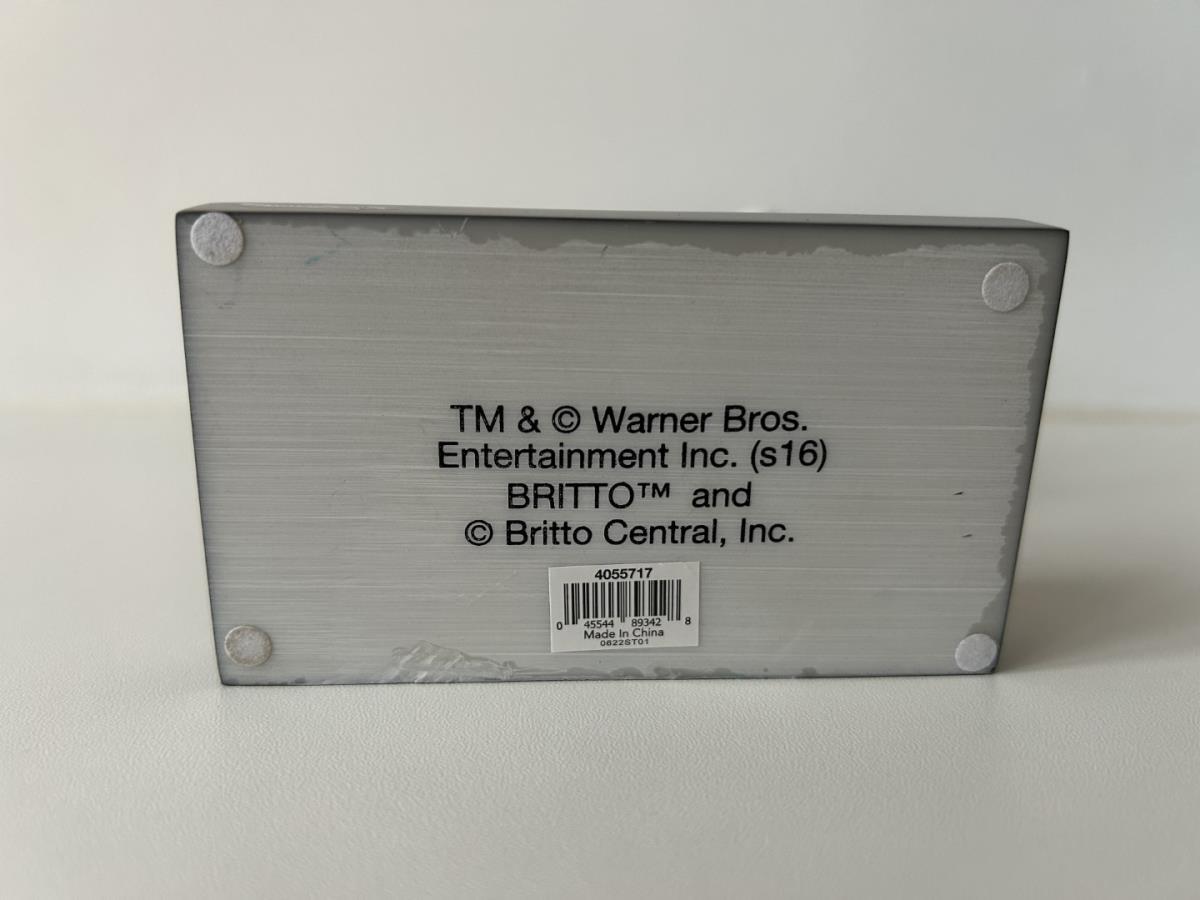 TM & © Warner Bros.
Entertainment Inc. (s16)
BRITTO™ and
© Britto Central, Inc.
4055717
0 45544 89342 8
Made In China
0622ST01